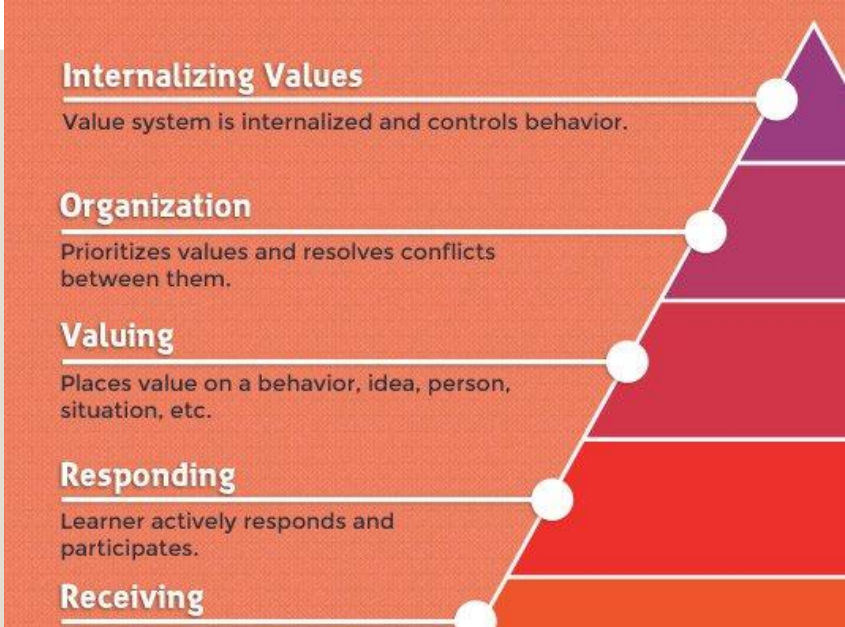 Internalizing Values
Value system is internalized and controls behavior.
Organization
Prioritizes values and resolves conflicts
between them.
Valuing
Places value on a behavior, idea, person,
situation, etc.
Responding
Learner actively responds and
participates.
Receiving